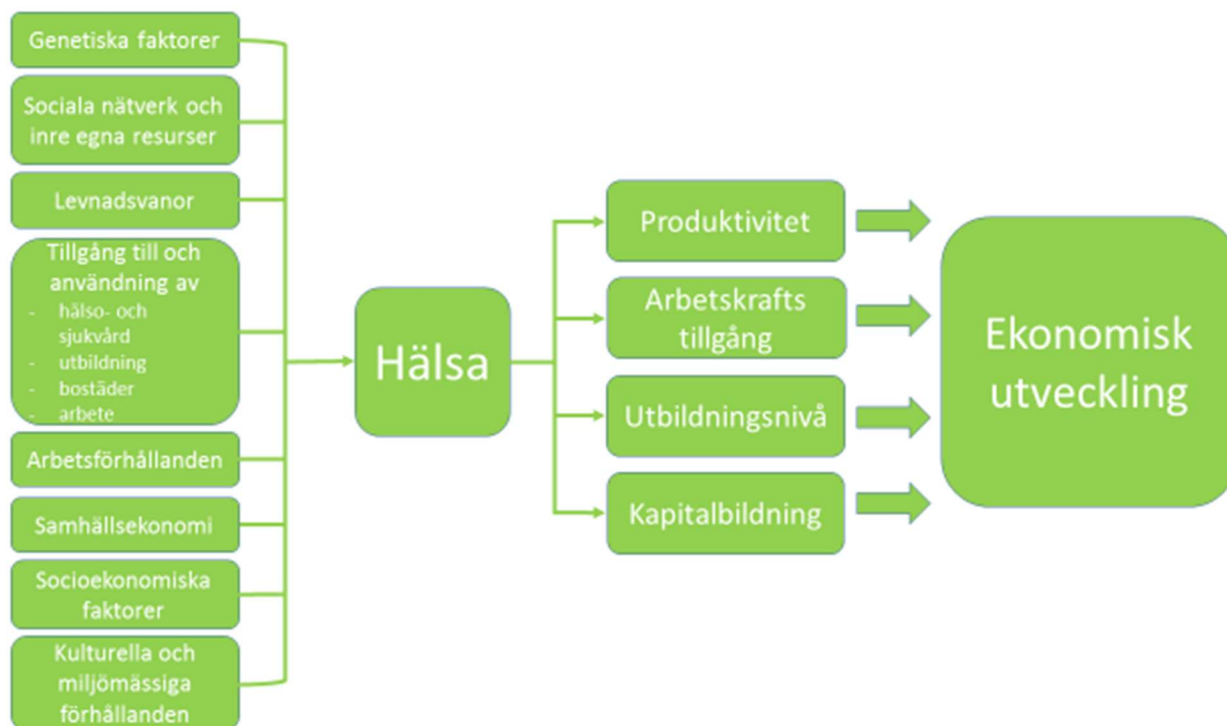 Genetiska faktorer
Sociala nätverk och
inre egna resurser
Levnadsvanor
Tillgång till och
användning av
- hälso- och
sjukvård
- utbildning
- bostäder
- arbete
Arbetsförhållanden
Samhällsekonomi
Socioekonomiska
faktorer
Kulturella och
miljömässiga
förhållanden
Hälsa
Produktivitet
Arbetskrafts
tillgång
Utbildningsnivå
Kapitalbildning
Ekonomisk
utveckling